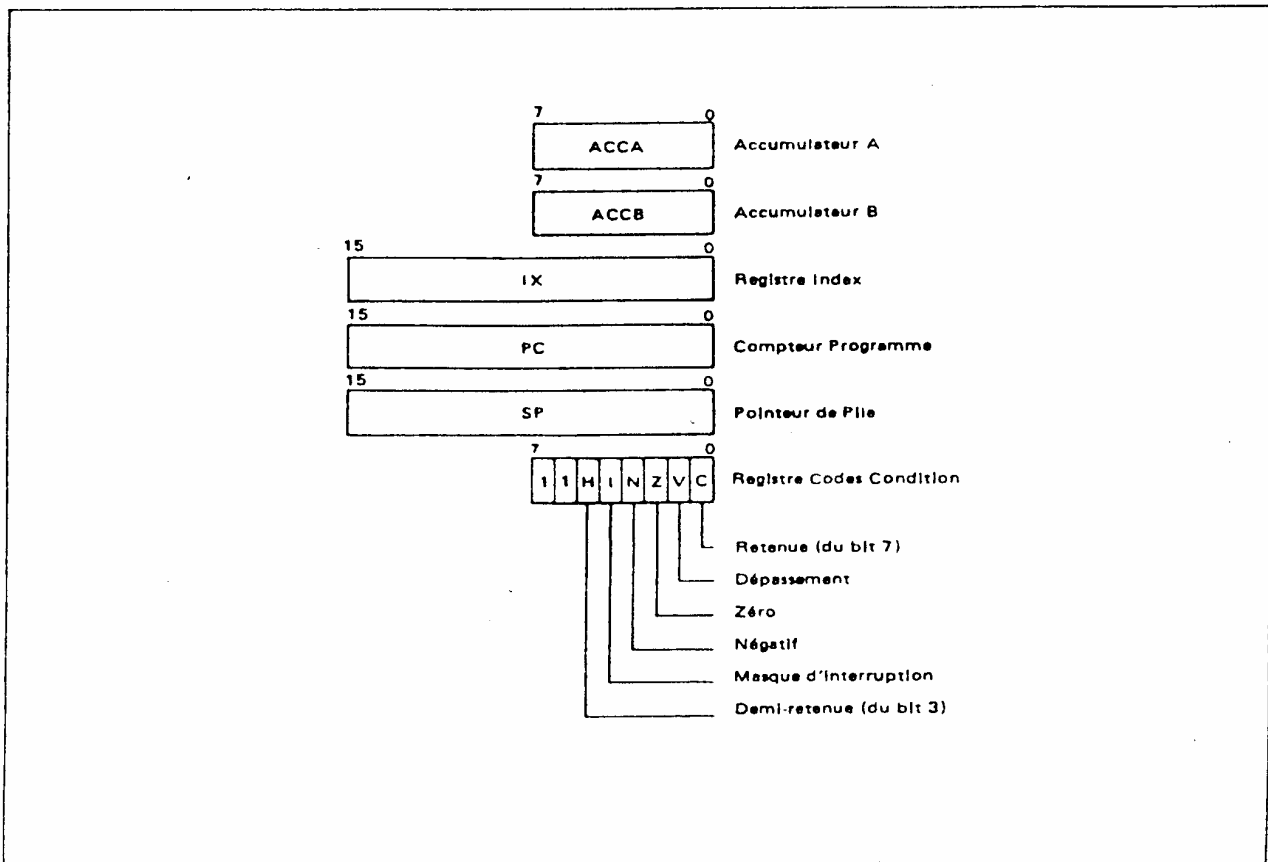 7 0
ACCA Accumulateur A
7 0
ACCB Accumulateur B
15 0
IX Registre Index
15 0
PC Compteur Programme
15 0
SP Pointeur de Pile
7 0
1 1 H I N Z V C Registre Codes Condition
Retenue (du bit 7)
Dépassement
Zéro
Négatif
Masque d'interruption
Demi-retenue (du bit 3)